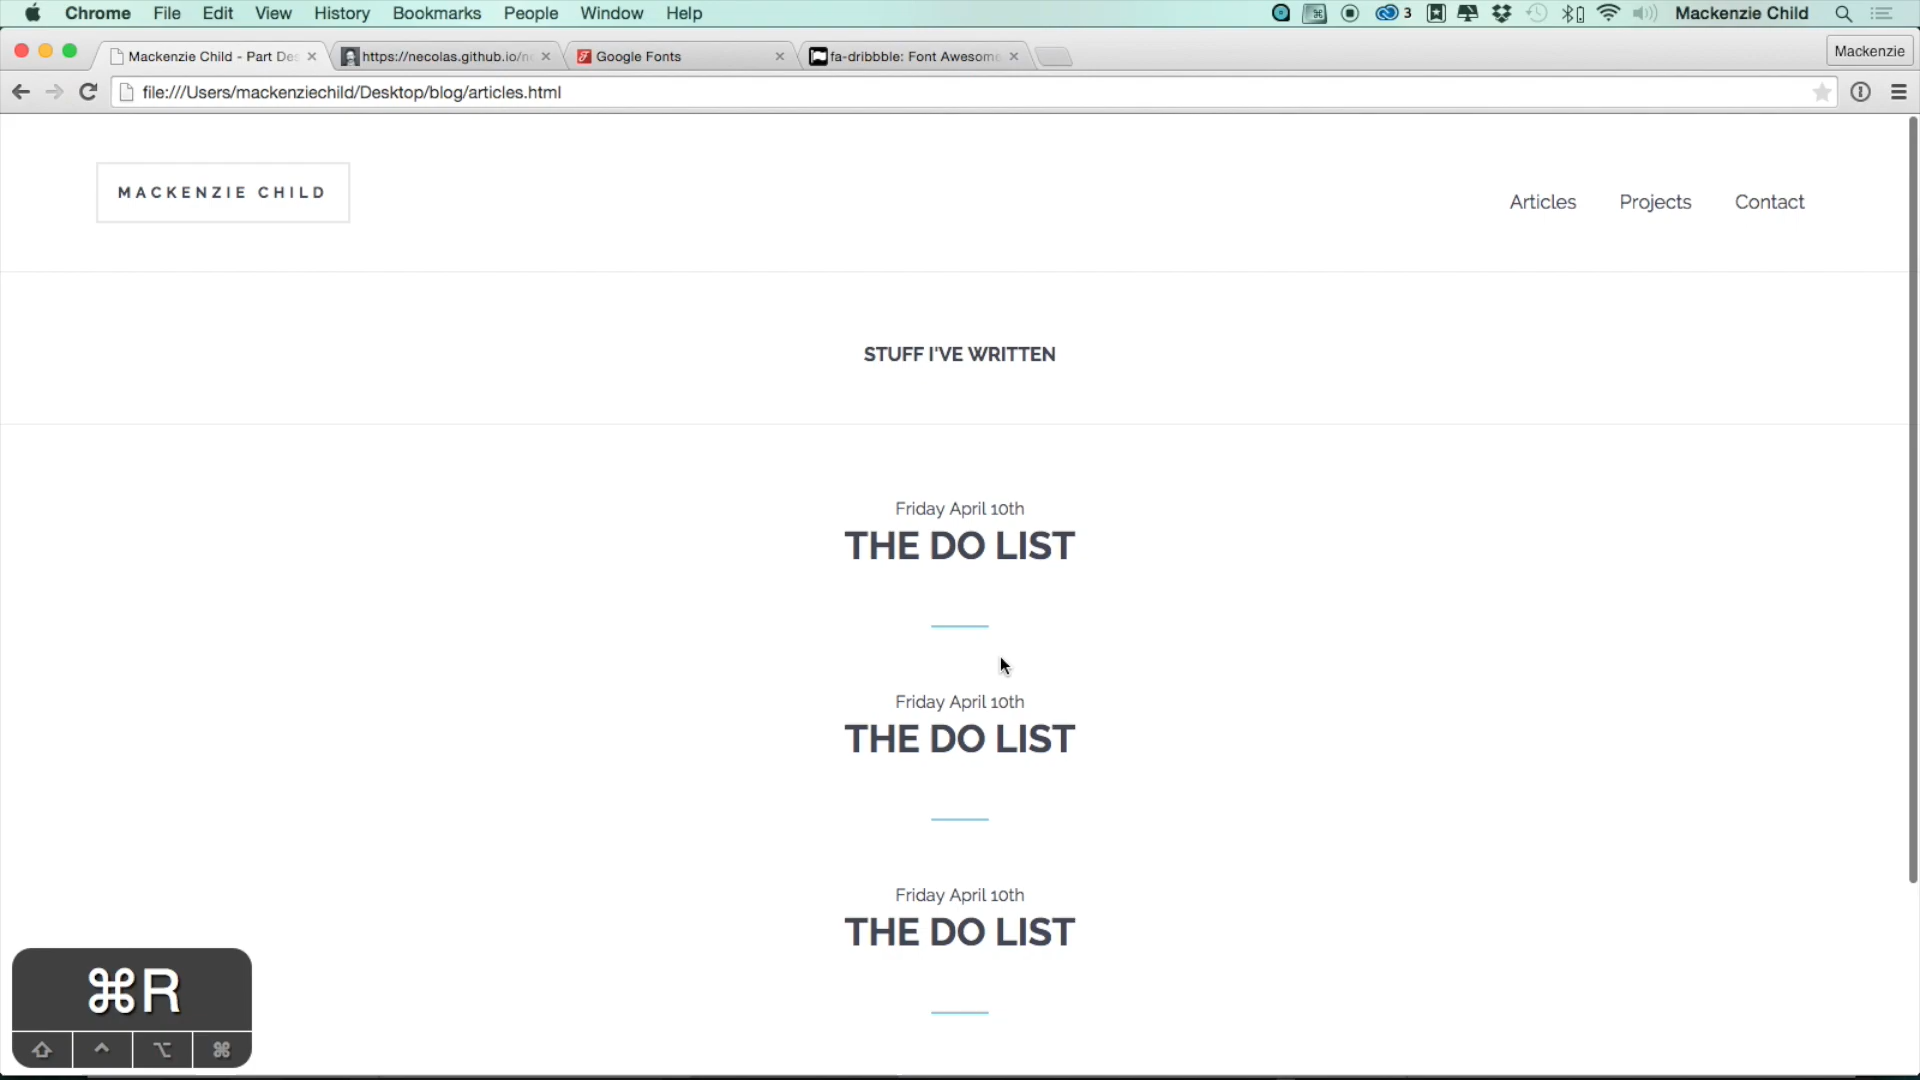 Chrome File Edit View History Bookmarks People Window Help 3 Mackenzie Child
Mackenzie Child - Part Des https://necolas.github.io/n Google Fonts fa-dribbble: Font Awesome Mackenzie
file:///Users/mackenziechild/Desktop/blog/articles.html
MACKENZIE CHILD
Articles Projects Contact
STUFF I'VE WRITTEN
Friday April 10th
THE DO LIST
Friday April 10th
THE DO LIST
Friday April 10th
THE DO LIST
⌘R